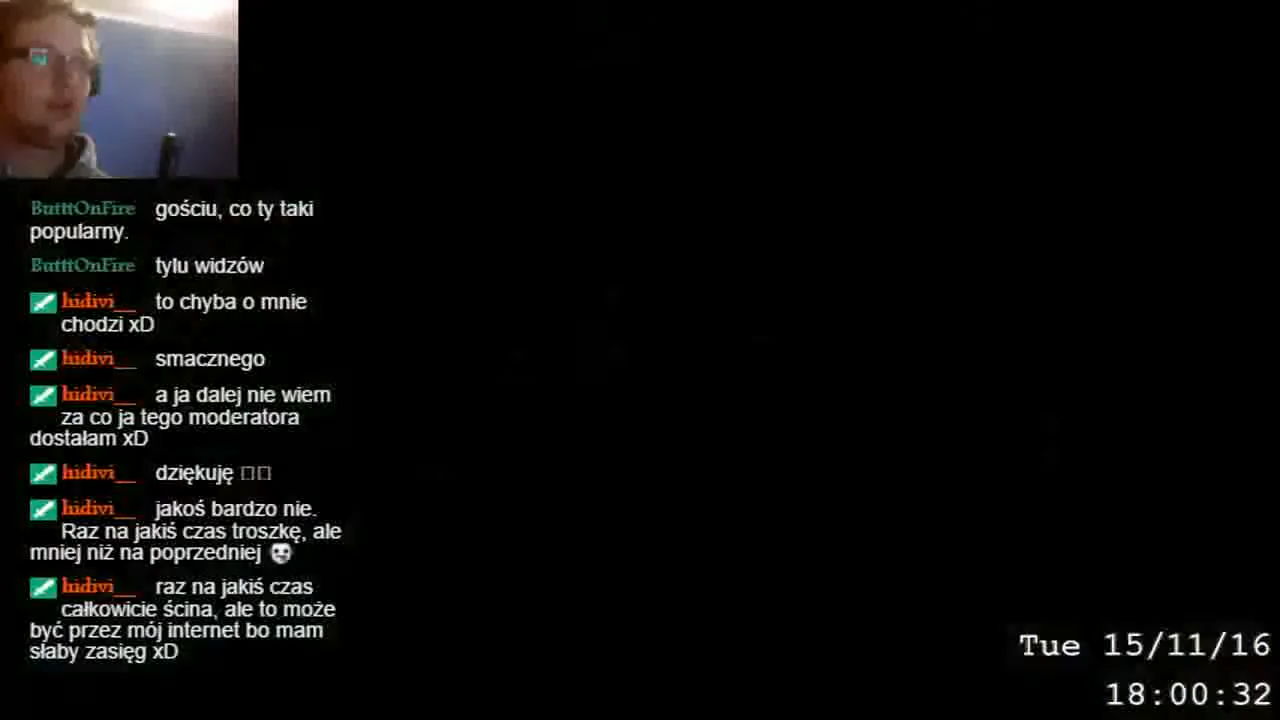 ButttOnFire gościu, co ty taki
popularny.
ButttOnFire tylu widzów
hidivi__ to chyba o mnie
chodzi xD
hidivi__ smacznego
hidivi__ a ja dalej nie wiem
za co ja tego moderatora
dostałam xD
hidivi__ dziękuję
hidivi__ jakoś bardzo nie.
Raz na jakiś czas troszkę, ale
mniej niż na poprzedniej
hidivi__ raz na jakiś czas
całkowicie ścina, ale to może
być przez mój internet bo mam
słaby zasięg xD
Tue 15/11/16
18:00:32